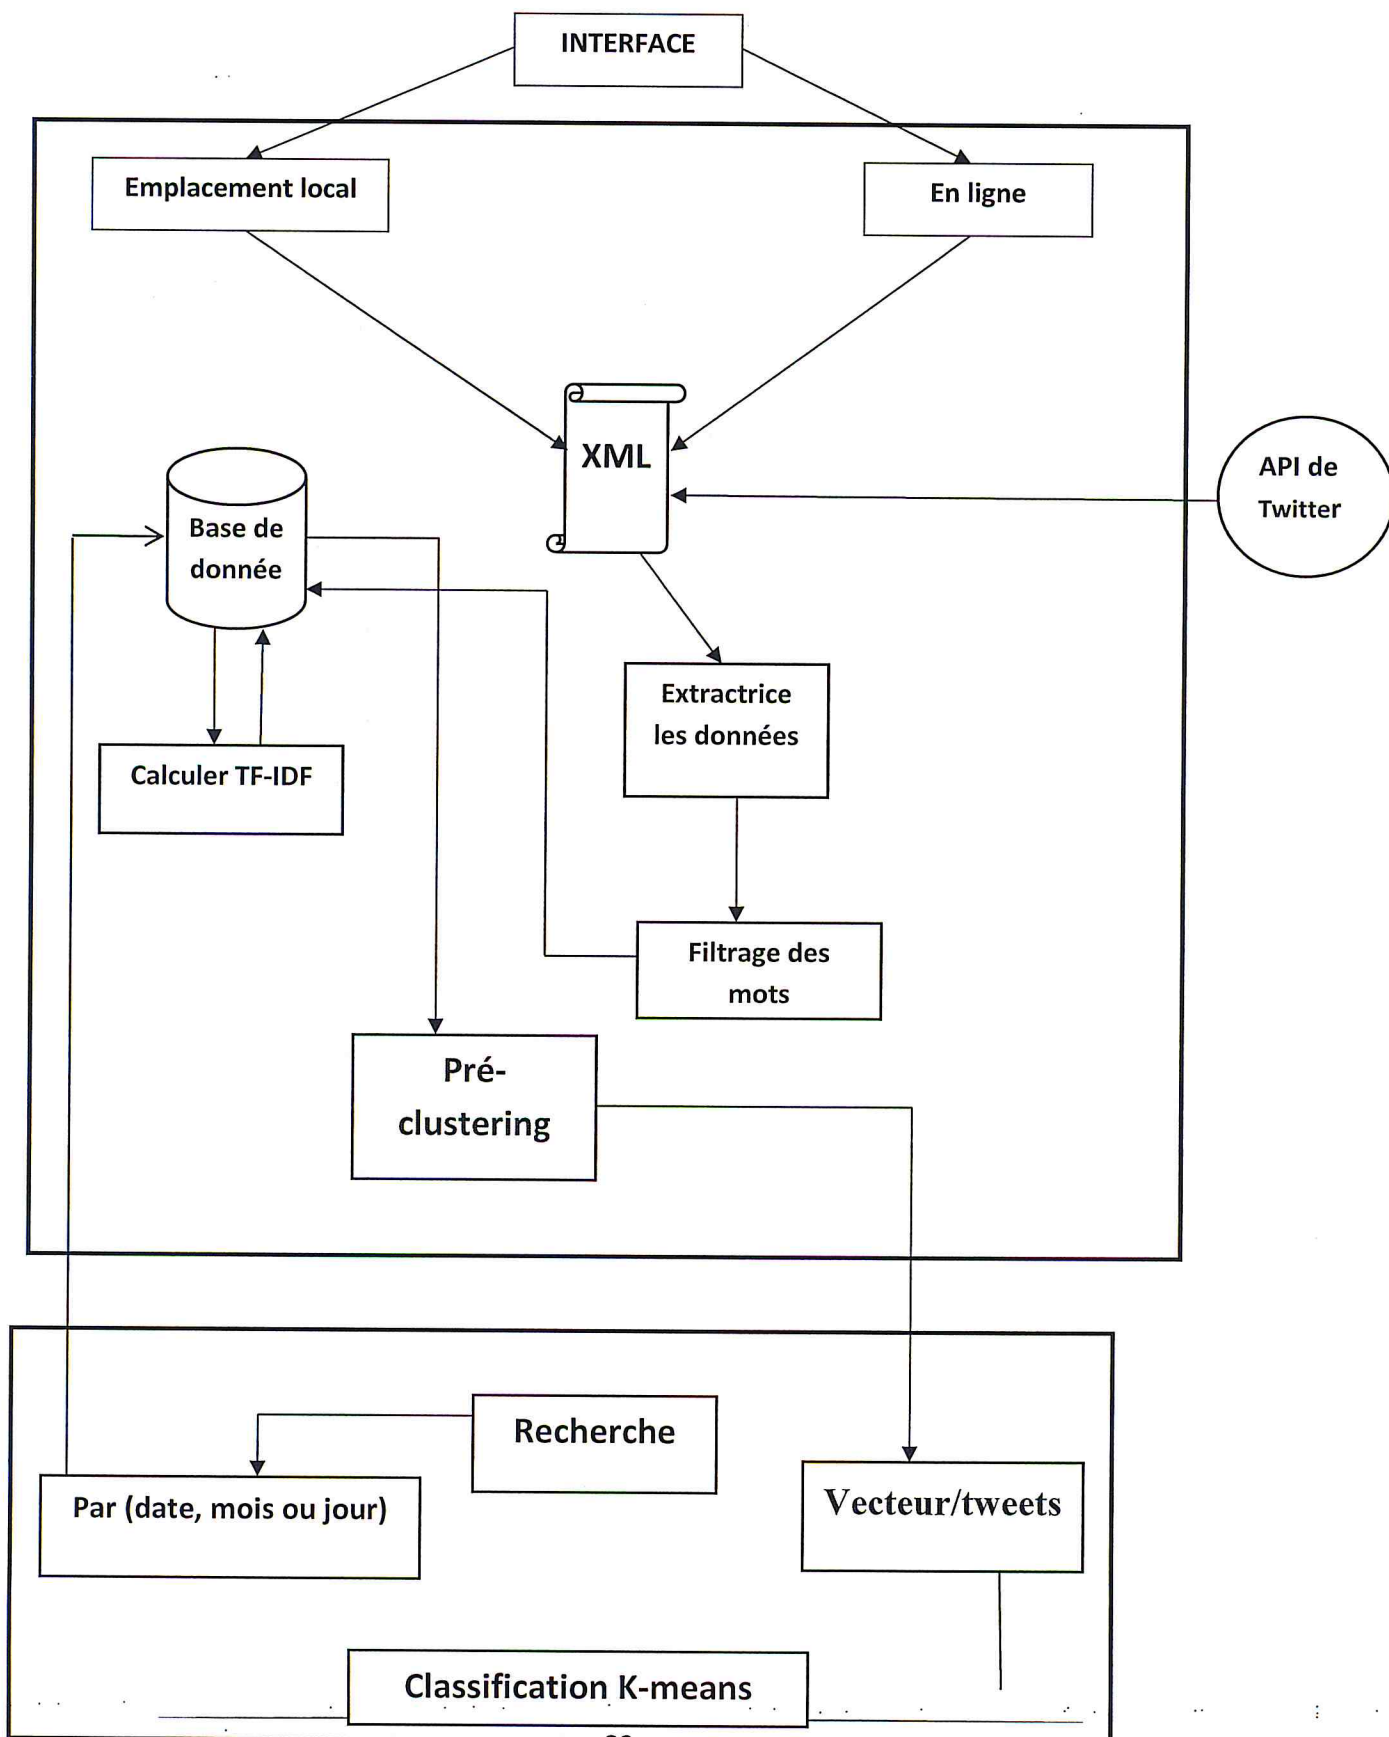 INTERFACE
Emplacement local
En ligne
XML
API de
Twitter
Base de
donnée
Extractrice
les données
Calculer TF-IDF
Filtrage des
mots
Pré-
clustering
Recherche
Par (date, mois ou jour)
Vecteur/tweets
Classification K-means